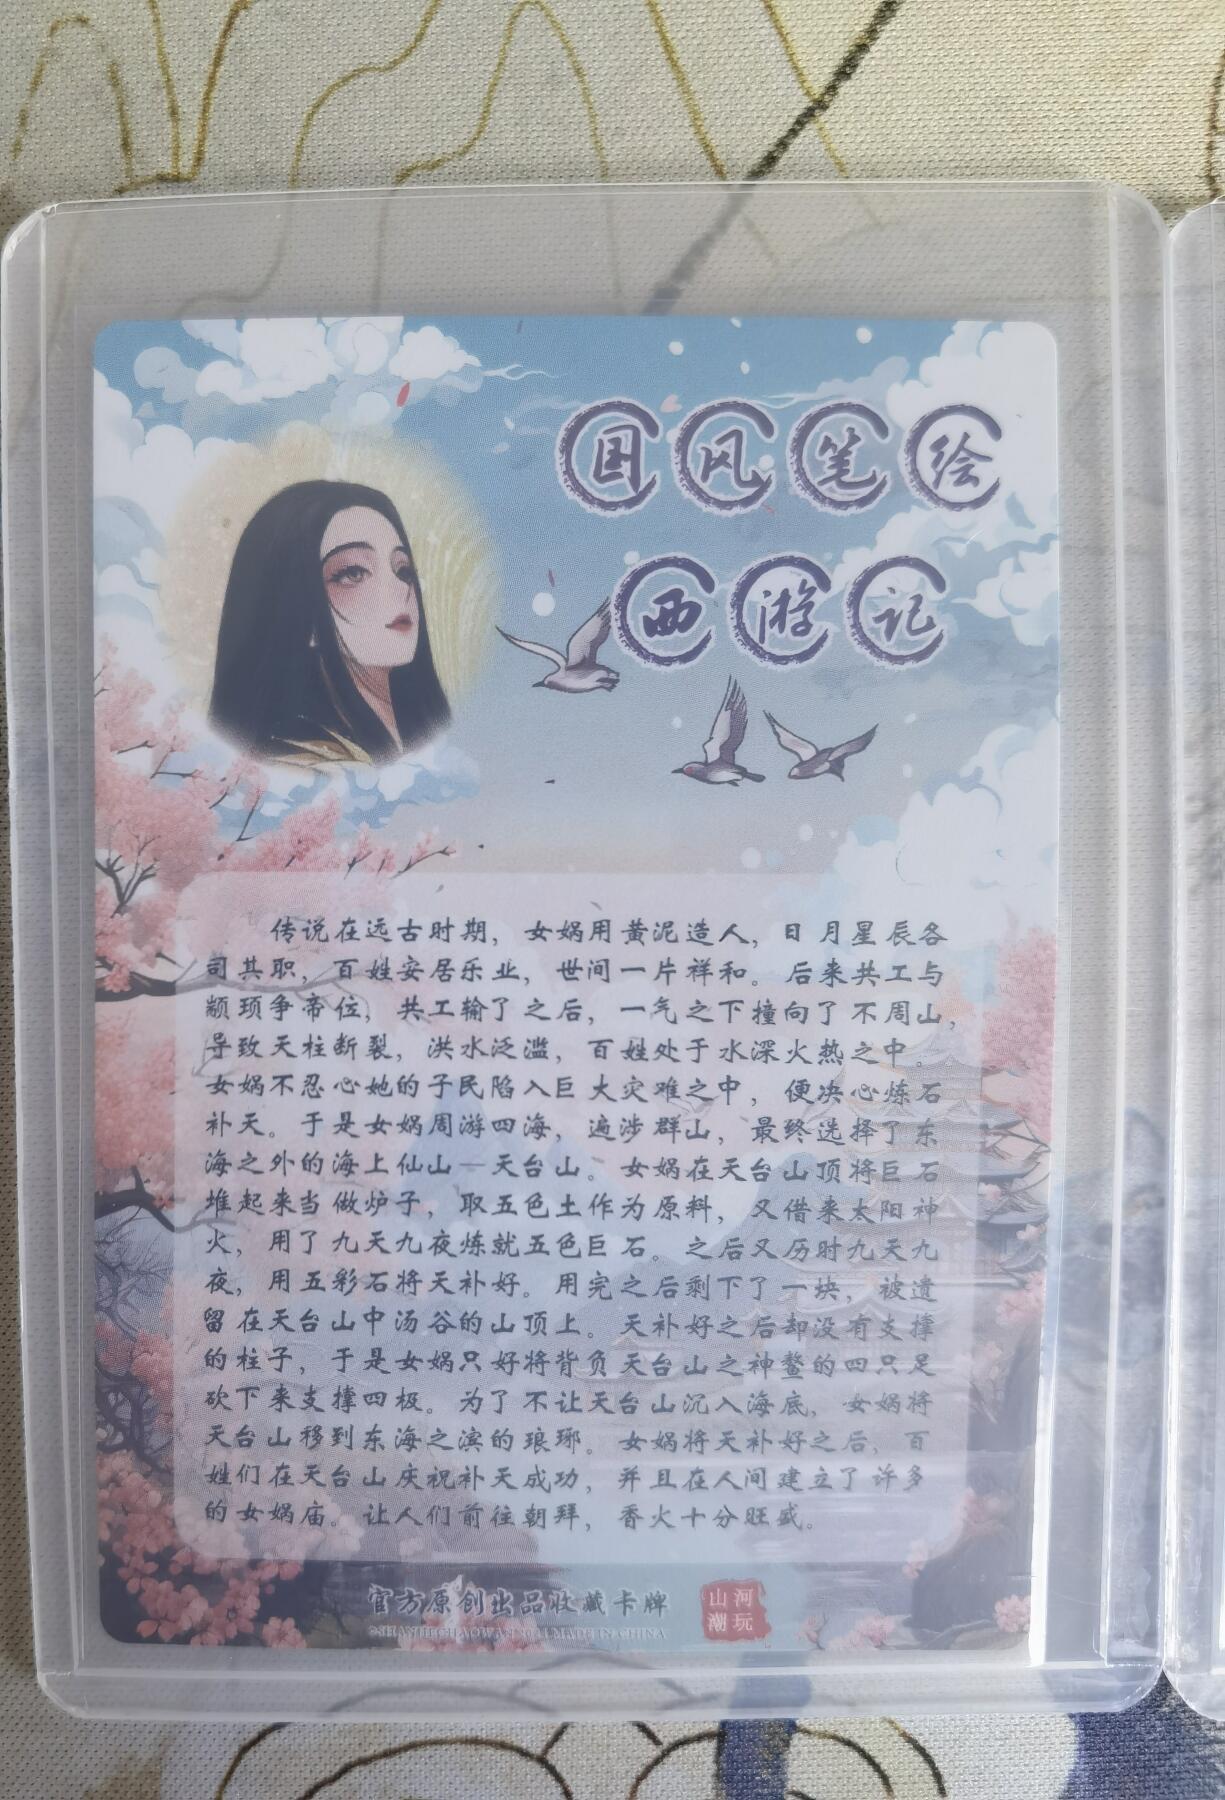 国风笔绘
西游记
传说在远古时期，女娲用黄泥造人，日月星辰各
司其职，百姓安居乐业，世间一片祥和。后来共工与
颛顼争帝位，共工输了之后，一气之下撞向了不周山，
导致天柱断裂，洪水泛滥，百姓处于水深火热之中。
女娲不忍心她的子民陷入巨大灾难之中，便决心炼石
补天。于是女娲周游四海，遍涉群山，最终选择了东
海之外的海上仙山—天台山。女娲在天台山顶将巨石
堆起来当做炉子，取五色土作为原料，又借来太阳神
火，用了九天九夜炼就五色巨石。之后又历时九天九
夜，用五彩石将天补好。用完之后剩下了一块，被遗
留在天台山中汤谷的山顶上。天补好之后却没有支撑
的柱子，于是女娲只好将背负天台山之神鳌的四只足
砍下来支撑四极。为了不让天台山沉入海底，女娲将
天台山移到东海之滨的琅琊。女娲将天补好之后，百
姓们在天台山庆祝补天成功，并且在人间建立了许多
的女娲庙。让人们前往朝拜，香火十分旺盛。
官方原创出品收藏卡牌
©SHANHECHAOWAN MADE IN CHINA
山河
潮玩